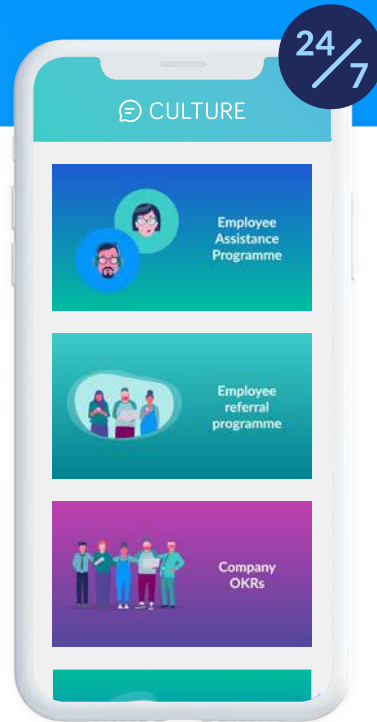 24/7
CULTURE
Employee
Assistance
Programme
Employee
referral
programme
Company
OKRs